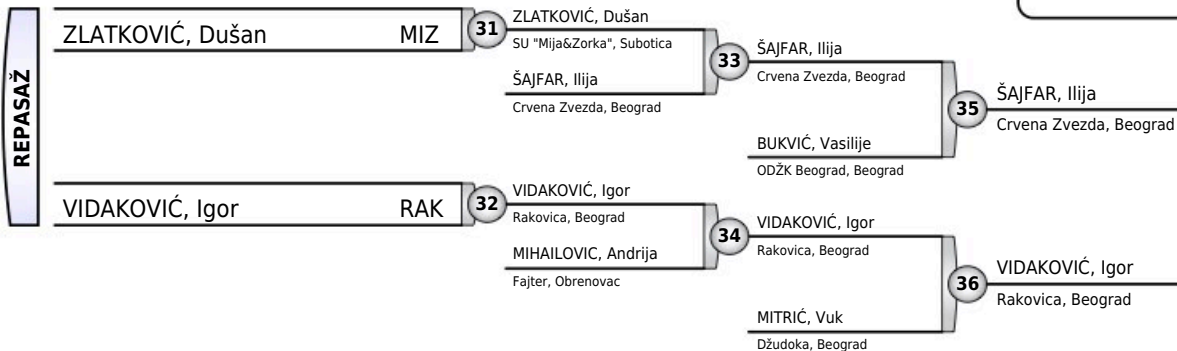 REPASAŽ
ZLATKOVIĆ, Dušan MIZ
31
ZLATKOVIĆ, Dušan
SU "Mija&Zorka", Subotica
ŠAJFAR, Ilija
Crvena Zvezda, Beograd
33
ŠAJFAR, Ilija
Crvena Zvezda, Beograd
BUKVIĆ, Vasilije
ODŽK Beograd, Beograd
35
ŠAJFAR, Ilija
Crvena Zvezda, Beograd
VIDAKOVIĆ, Igor RAK
32
VIDAKOVIĆ, Igor
Rakovica, Beograd
MIHAILOVIC, Andrija
Fajter, Obrenovac
34
VIDAKOVIĆ, Igor
Rakovica, Beograd
MITRIĆ, Vuk
Džudoka, Beograd
36
VIDAKOVIĆ, Igor
Rakovica, Beograd